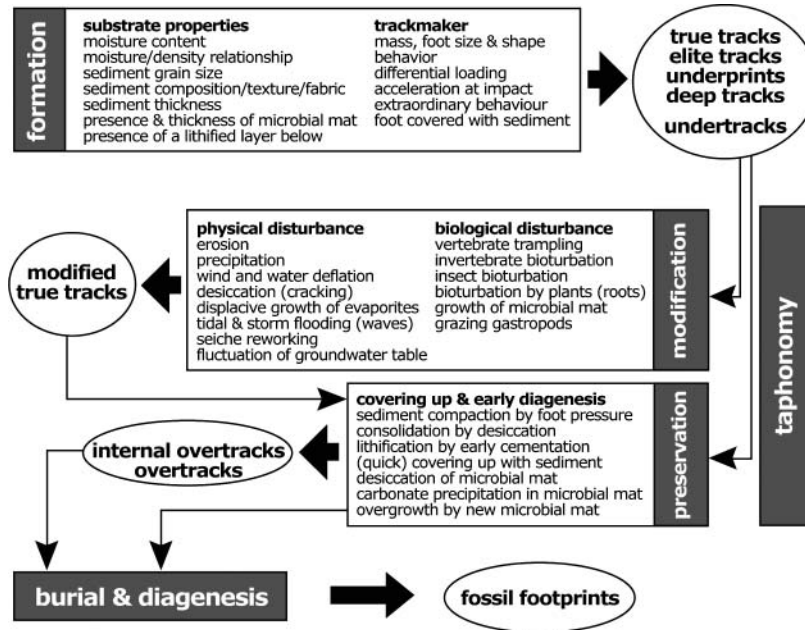 formation
substrate properties
moisture content
moisture/density relationship
sediment grain size
sediment composition/texture/fabric
sediment thickness
presence & thickness of microbial mat
presence of a lithified layer below
trackmaker
mass, foot size & shape
behavior
differential loading
acceleration at impact
extraordinary behaviour
foot covered with sediment
true tracks
elite tracks
underprints
deep tracks
undertracks
modified
true tracks
physical disturbance
erosion
precipitation
wind and water deflation
desiccation (cracking)
displacive growth of evaporites
tidal & storm flooding (waves)
seiche reworking
fluctuation of groundwater table
biological disturbance
vertebrate trampling
invertebrate bioturbation
insect bioturbation
bioturbation by plants (roots)
growth of microbial mat
grazing gastropods
modification
taphonomy
internal overtracks
overtracks
covering up & early diagenesis
sediment compaction by foot pressure
consolidation by desiccation
lithification by early cementation
(quick) covering up with sediment
desiccation of microbial mat
carbonate precipitation in microbial mat
overgrowth by new microbial mat
preservation
burial & diagenesis
fossil footprints